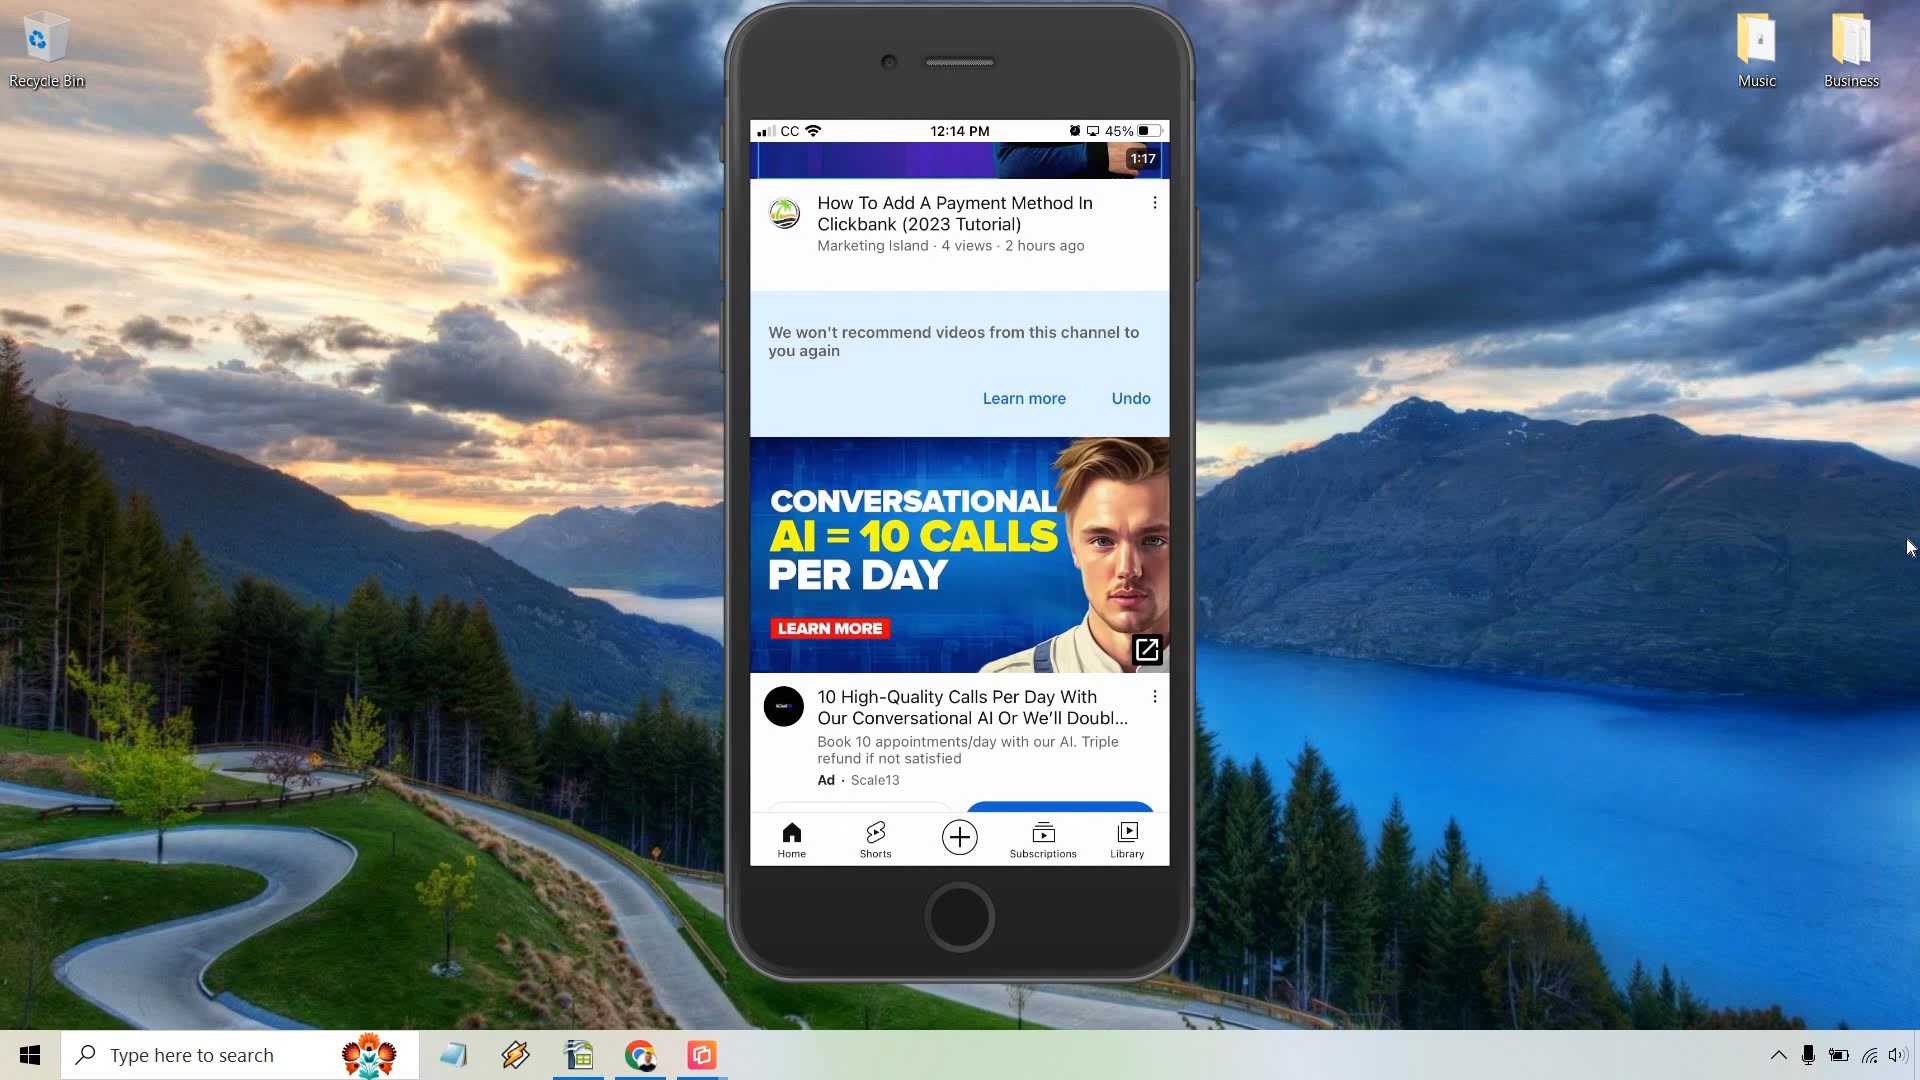 Recycle Bin
Music
Business
CC
12:14 PM
45%
1:17
How To Add A Payment Method In
Clickbank (2023 Tutorial)
Marketing Island · 4 views · 2 hours ago
We won't recommend videos from this channel to
you again
Learn more
Undo
CONVERSATIONAL
AI = 10 CALLS
PER DAY
LEARN MORE
10 High-Quality Calls Per Day With
Our Conversational AI Or We'll Doubl...
Book 10 appointments/day with our AI. Triple
refund if not satisfied
Ad · Scale13
Home
Shorts
Subscriptions
Library
Type here to search